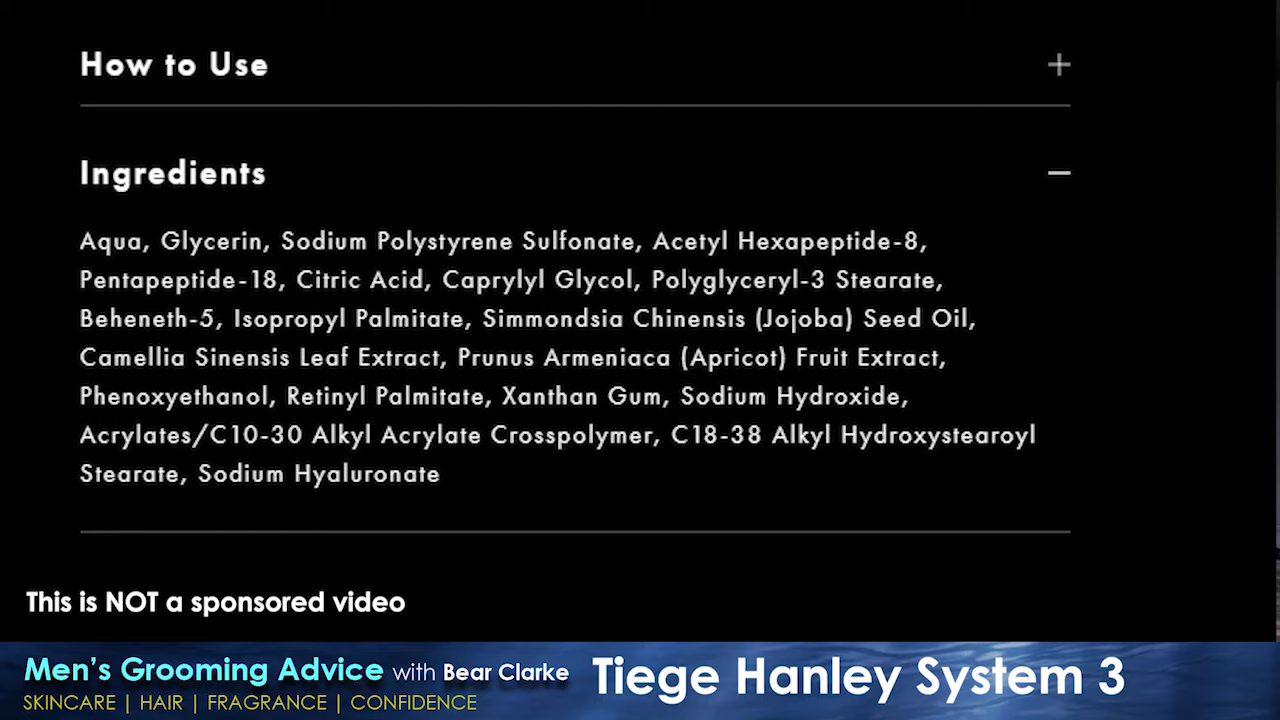 How to Use
Ingredients
Aqua, Glycerin, Sodium Polystyrene Sulfonate, Acetyl Hexapeptide-8,
Pentapeptide-18, Citric Acid, Caprylyl Glycol, Polyglyceryl-3 Stearate,
Beheneth-5, Isopropyl Palmitate, Simmondsia Chinensis (Jojoba) Seed Oil,
Camellia Sinensis Leaf Extract, Prunus Armeniaca (Apricot) Fruit Extract,
Phenoxyethanol, Retinyl Palmitate, Xanthan Gum, Sodium Hydroxide,
Acrylates/C10-30 Alkyl Acrylate Crosspolymer, C18-38 Alkyl Hydroxystearoyl
Stearate, Sodium Hyaluronate
This is NOT a sponsored video
Men's Grooming Advice with Bear Clarke
SKINCARE | HAIR | FRAGRANCE | CONFIDENCE
Tiege Hanley System 3